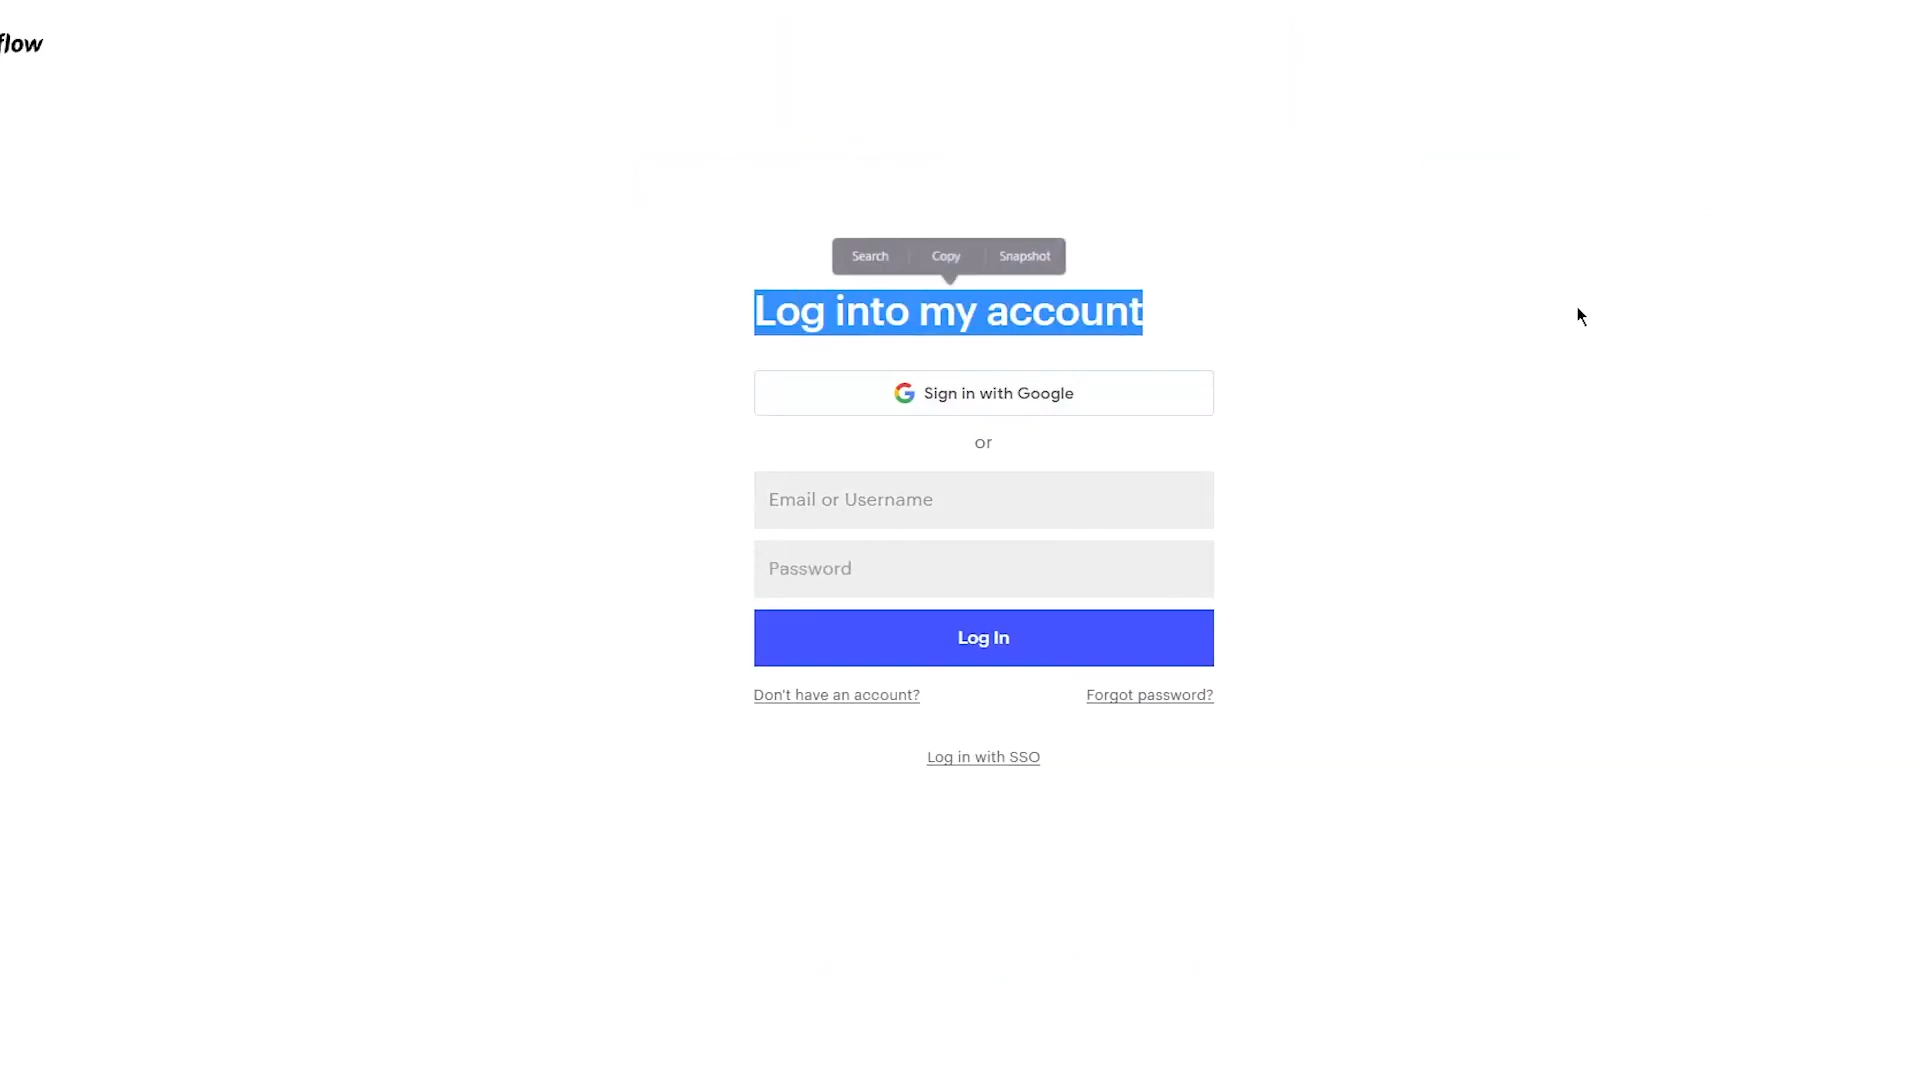 flow
Search Copy Snapshot
Log into my account
Sign in with Google
or
Email or Username
Password
Log In
Don't have an account? Forgot password?
Log in with SSO